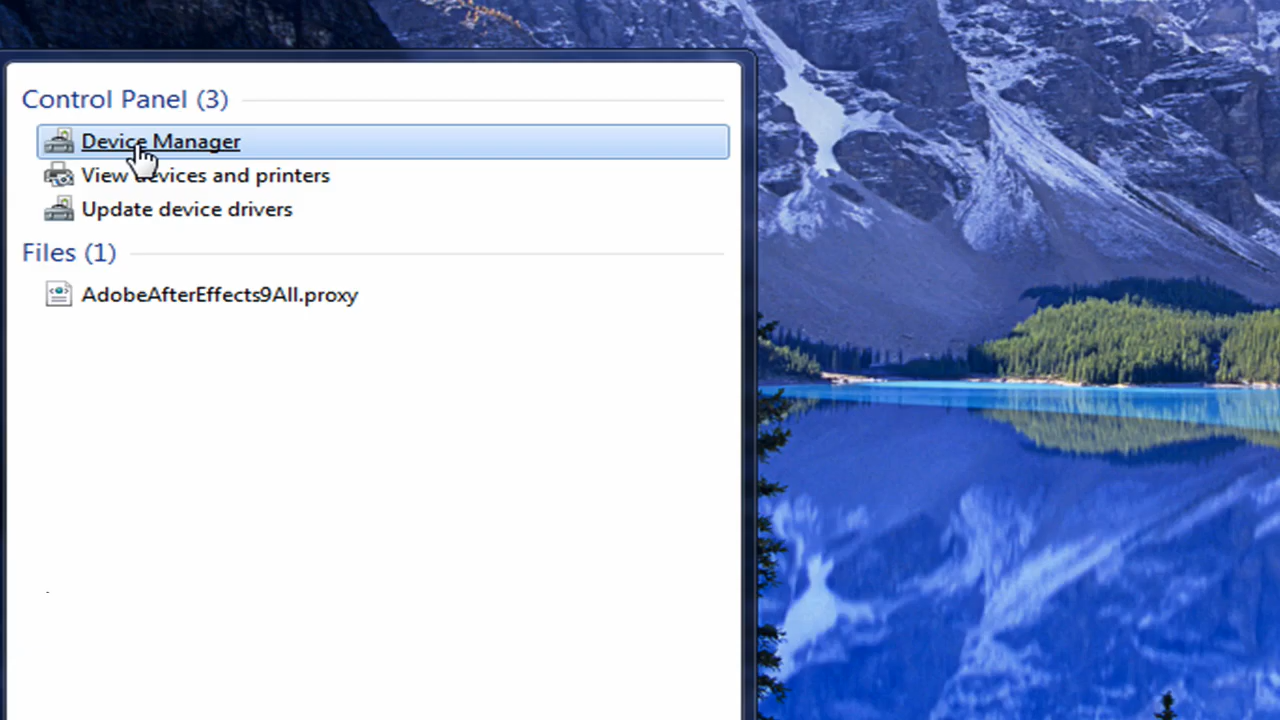 Control Panel (3)
Device Manager
View devices and printers
Update device drivers
Files (1)
AdobeAfterEffects9All.proxy